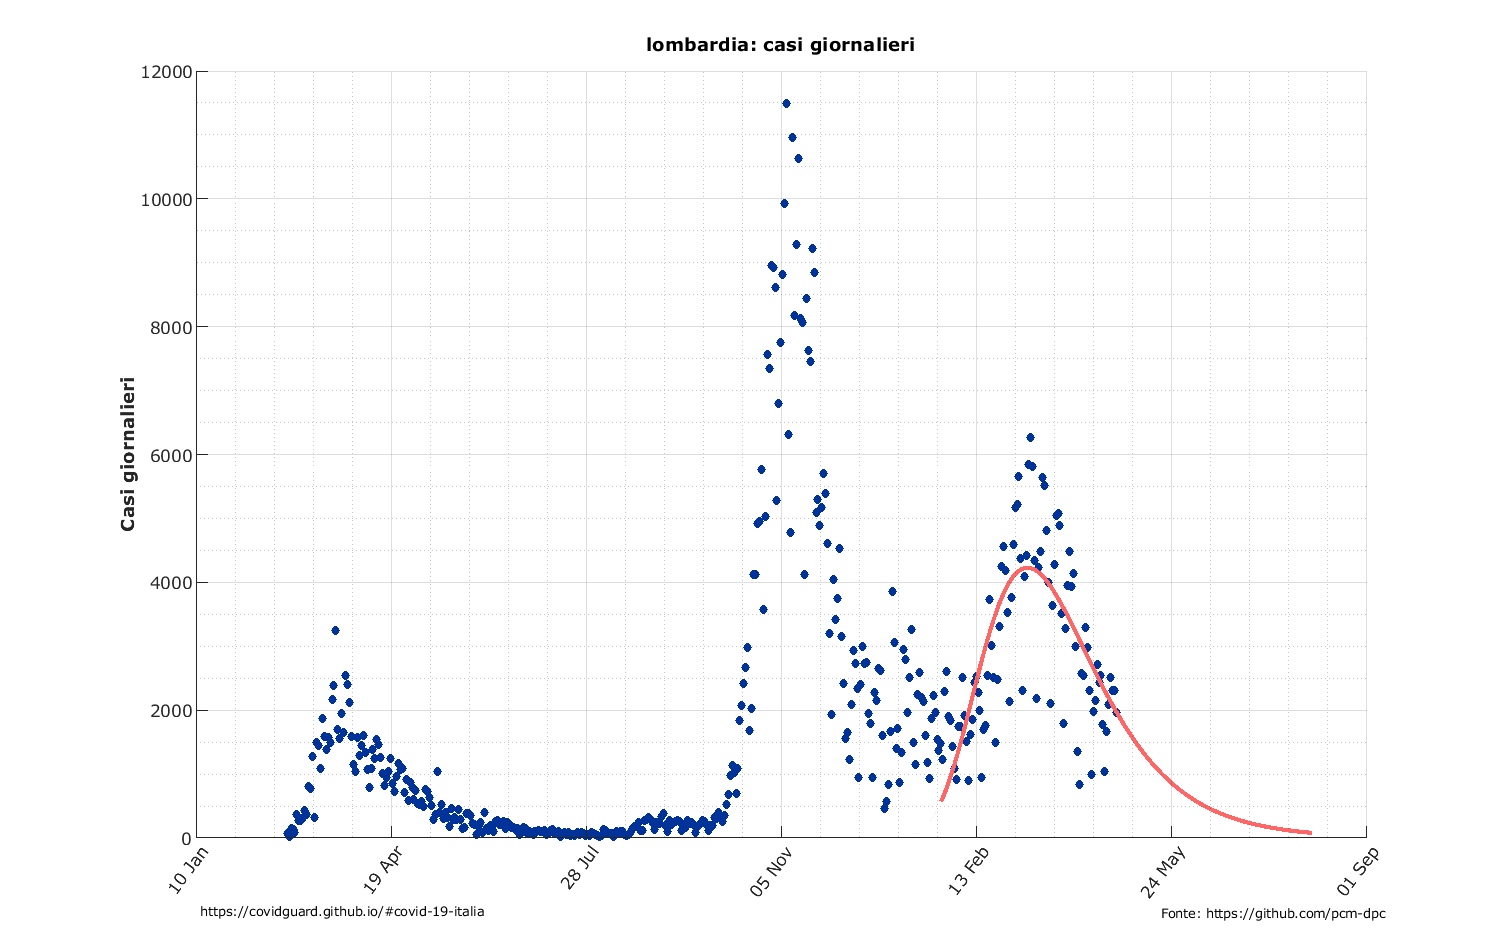 lombardia: casi giornalieri
12000
10000
8000
6000
4000
2000
0
Casi giornalieri
10 Jan
19 Apr
28 Jul
05 Nov
13 Feb
24 May
01 Sep
https://covidguard.github.io/#covid-19-italia
Fonte: https://github.com/pcm-dpc